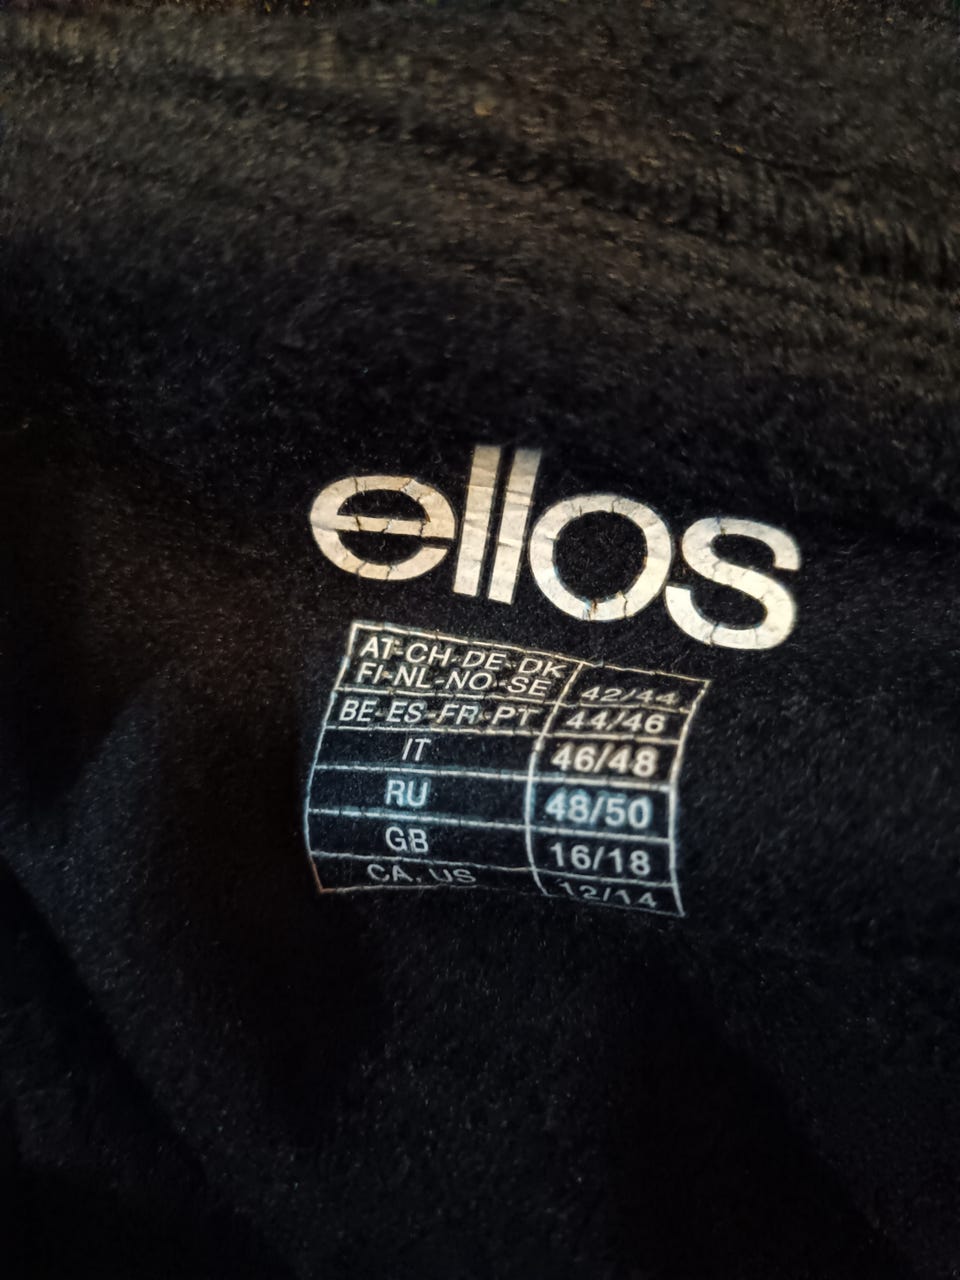 ellos
AT-CH-DE-DK
FI-NL-NO-SE 42/44
BE-ES-FR-PT 44/46
IT 46/48
RU 48/50
GB 16/18
CA. US 12/14